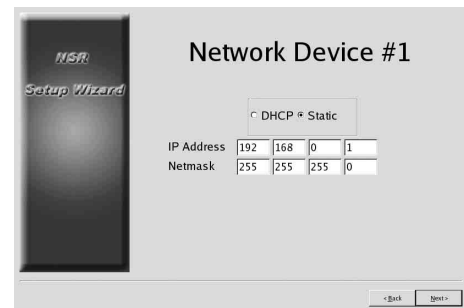 NSR
Setup Wizard
Network Device #1
DHCP Static
IP Address 192 168 0 1
Netmask 255 255 255 0
< Back Next >